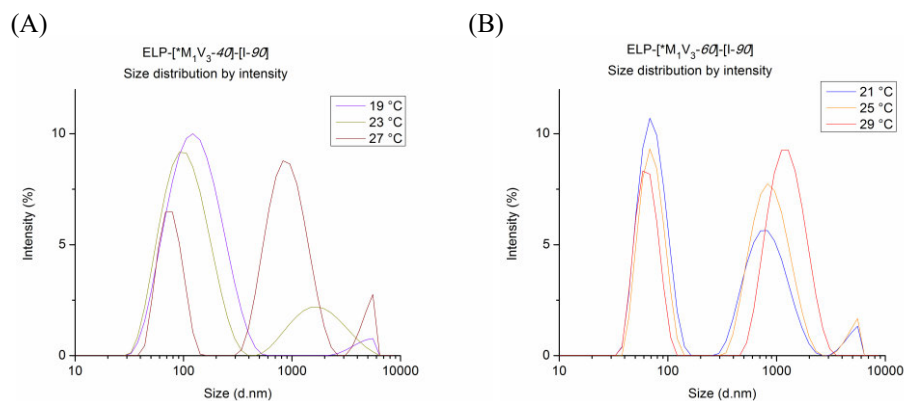 (A)
ELP-[*M₁V₃-40]-[I-90]
Size distribution by intensity
19 °C
23 °C
27 °C
10
5
0
Intensity (%)
10 100 1000 10000
Size (d.nm)
(B)
ELP-[*M₁V₃-60]-[I-90]
Size distribution by intensity
21 °C
25 °C
29 °C
10
5
0
Intensity (%)
10 100 1000 10000
Size (d.nm)